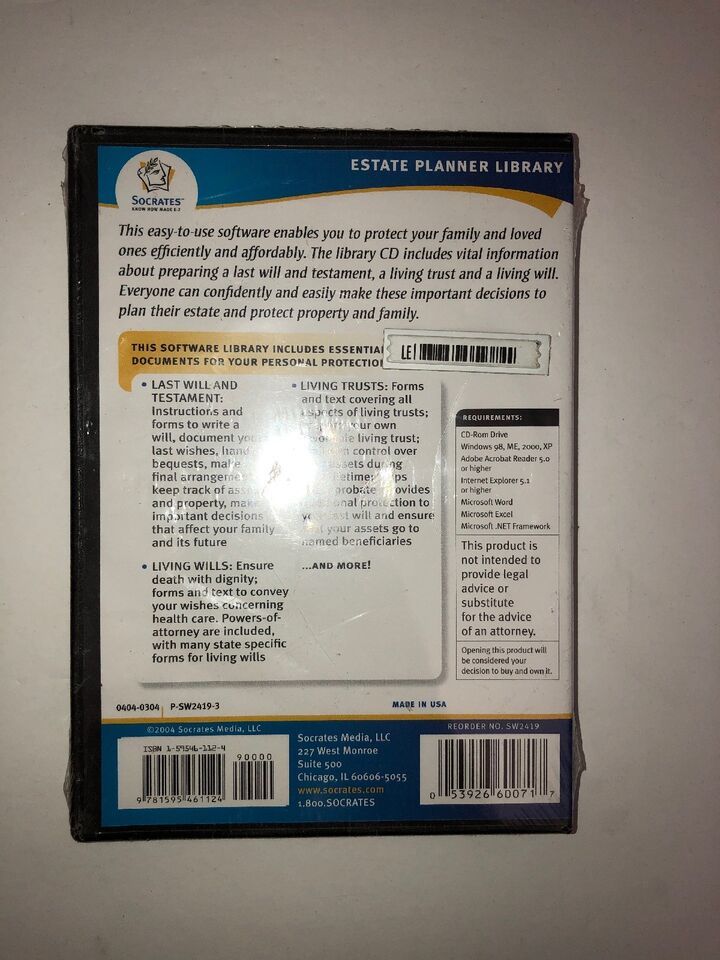 ESTATE PLANNER LIBRARY
SOCRATES™
KNOW HOW MADE E-Z
This easy-to-use software enables you to protect your family and loved
ones efficiently and affordably. The library CD includes vital information
about preparing a last will and testament, a living trust and a living will.
Everyone can confidently and easily make these important decisions to
plan their estate and protect property and family.
THIS SOFTWARE LIBRARY INCLUDES ESSENTIA
DOCUMENTS FOR YOUR PERSONAL PROTECTIO
LE
• LAST WILL AND
TESTAMENT:
Instructions and
forms to write a
will, document yo
last wishes, hand
bequests, make
final arrangeme
keep track of ass
and property, make
important decisions
that affect your family
and its future
• LIVING WILLS: Ensure
death with dignity;
forms and text to convey
your wishes concerning
health care. Powers-of-
attorney are included,
with many state specific
forms for living wills
• LIVING TRUSTS: Forms
and text covering all
aspects of living trusts;
your own
living trust;
control over
assets during
probate
protection to
will and ensure
your assets go to
named beneficiaries
...AND MORE!
REQUIREMENTS:
CD-Rom Drive
Windows 98, ME, 2000, XP
Adobe Acrobat Reader 5.0
or higher
Internet Explorer 5.1
or higher
Microsoft Word
Microsoft Excel
Microsoft .NET Framework
This product is
not intended to
provide legal
advice or
substitute
for the advice
of an attorney.
Opening this product will
be considered your
decision to buy and own it.
0404-0304 | P-SW2419-3
MADE IN USA
©2004 Socrates Media, LLC
REORDER NO. SW2419
ISBN 1-59546-112-4
90000
9 781595 461124
Socrates Media, LLC
227 West Monroe
Suite 500
Chicago, IL 60606-5055
www.socrates.com
1.800.SOCRATES
0 53926 60071 7